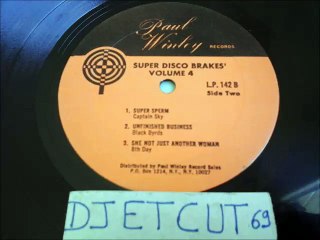 Paul
Winley
RECORDS
SUPER DISCO BRAKES'
VOLUME 4
L.P. 142 B
Side Two
1. SUPER SPERM
Captain Sky
2. UNFINISHED BUSINESS
Black Byrds
3. SHE NOT JUST ANOTHER WOMAN
8th Day
Distributed by Paul Winley Record Sales
P.O. Box 1214, N.Y., N.Y. 10027
DJETCUT69